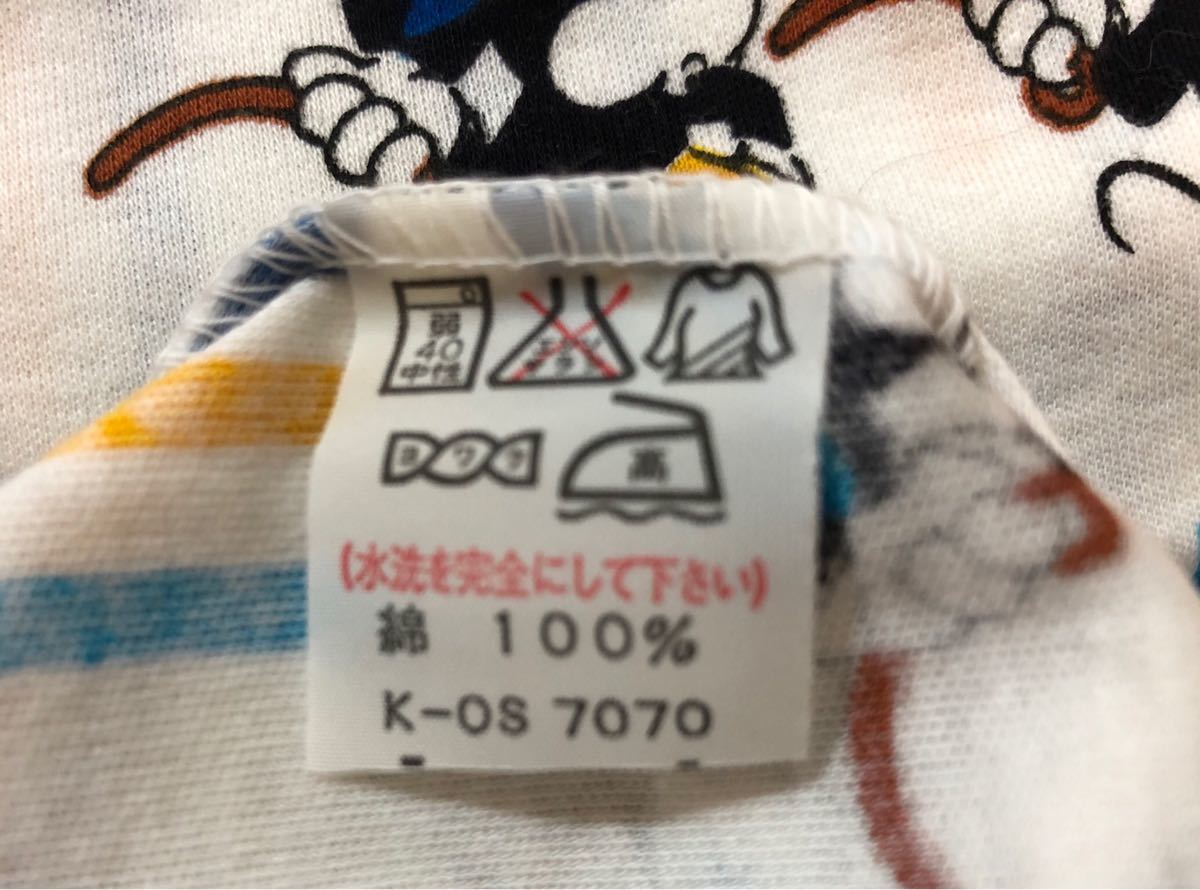 弱
40
中性
エンソ
サラシ
ヨワク
高
(水洗を完全にして下さい)
綿 100%
K-OS 7070